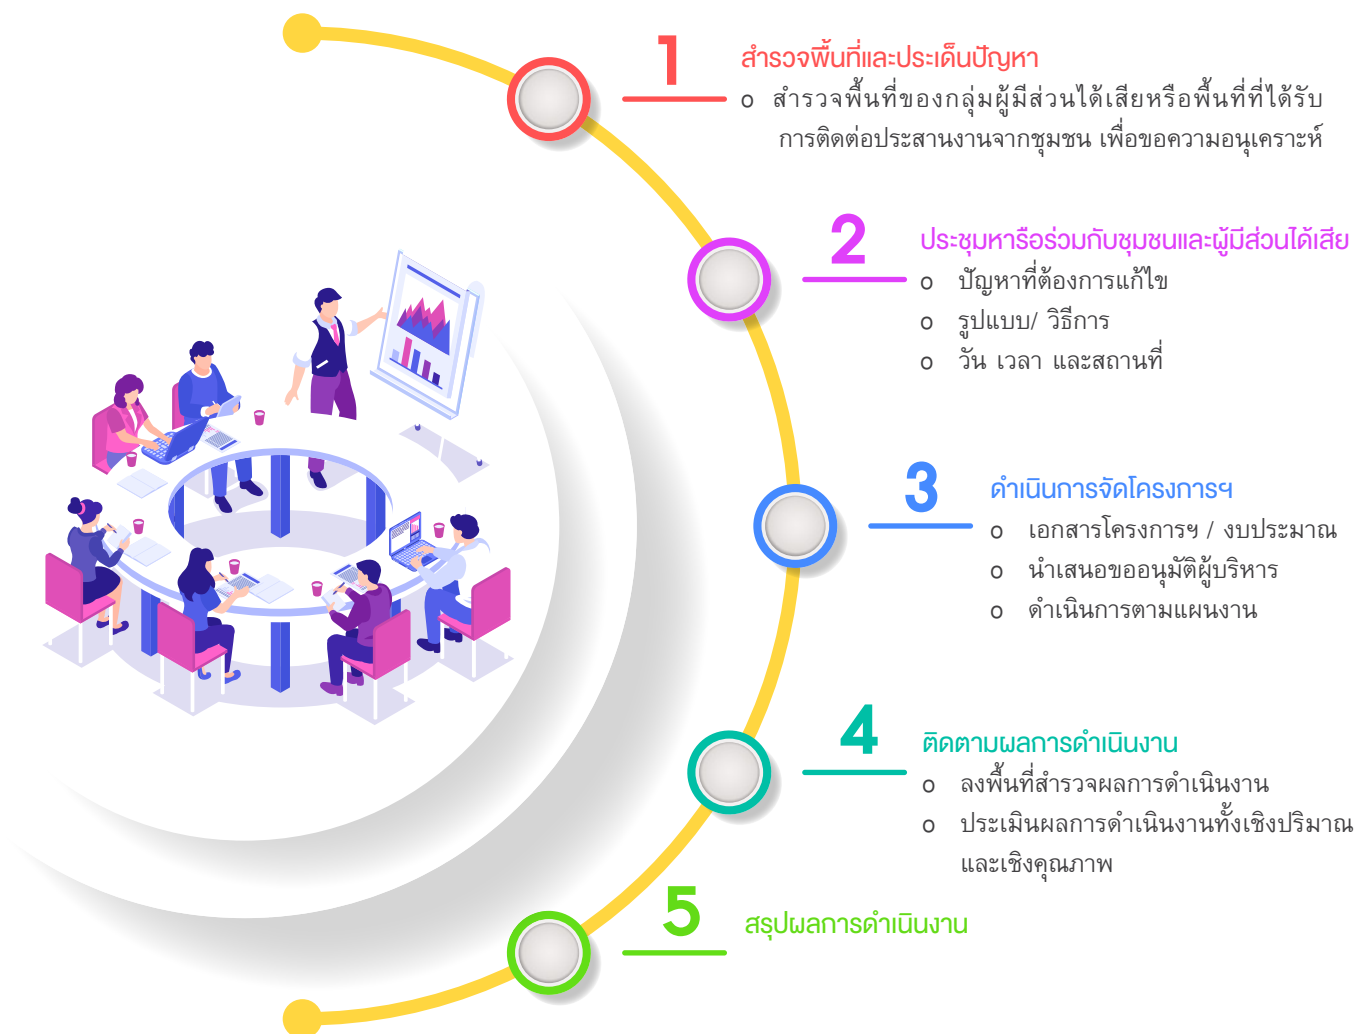 1
สำรวจพื้นที่และประเด็นปัญหา
o สำรวจพื้นที่ของกลุ่มผู้มีส่วนได้เสียหรือพื้นที่ที่ได้รับ
การติดต่อประสานงานจากชุมชน เพื่อขอความอนุเคราะห์
2
ประชุมหารือร่วมกับชุมชนและผู้มีส่วนได้เสีย
o ปัญหาที่ต้องการแก้ไข
o รูปแบบ/ วิธีการ
o วัน เวลา และสถานที่
3
ดำเนินการจัดโครงการฯ
o เอกสารโครงการฯ / งบประมาณ
o นำเสนอขออนุมัติผู้บริหาร
o ดำเนินการตามแผนงาน
4
ติดตามผลการดำเนินงาน
o ลงพื้นที่สำรวจผลการดำเนินงาน
o ประเมินผลการดำเนินงานทั้งเชิงปริมาณ
และเชิงคุณภาพ
5
สรุปผลการดำเนินงาน